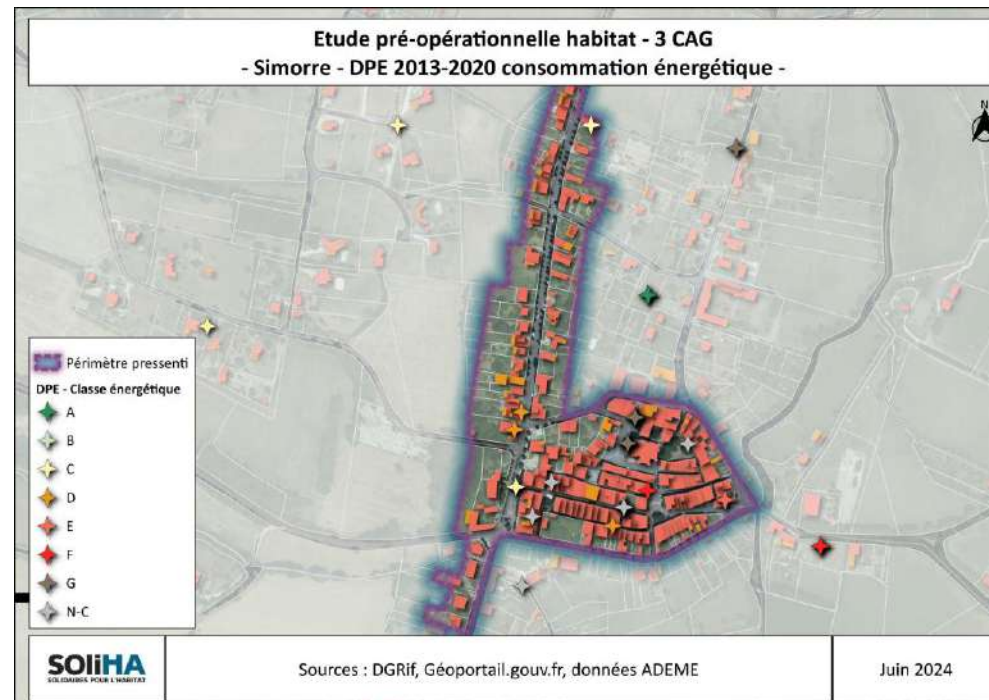 Etude pré-opérationnelle habitat - 3 CAG
- Simorre - DPE 2013-2020 consommation énergétique -
N
Périmètre pressenti
DPE - Classe énergétique
A
B
C
D
E
F
G
N-C
SOliHA
SOLIDAIRES POUR L'HABITAT
Sources : DGRif, Géoportail.gouv.fr, données ADEME
Juin 2024